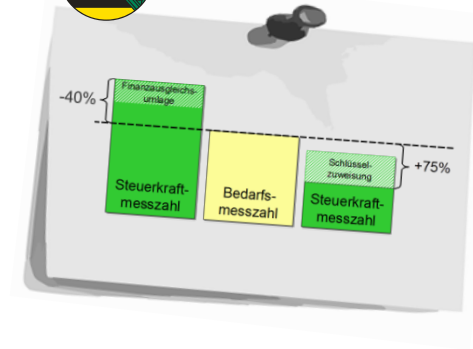 Finanzausgleichs-
umlage
-40%
Steuerkraft-
messzahl
Bedarfs-
messzahl
Schlüssel-
zuweisung
+75%
Steuerkraft-
messzahl